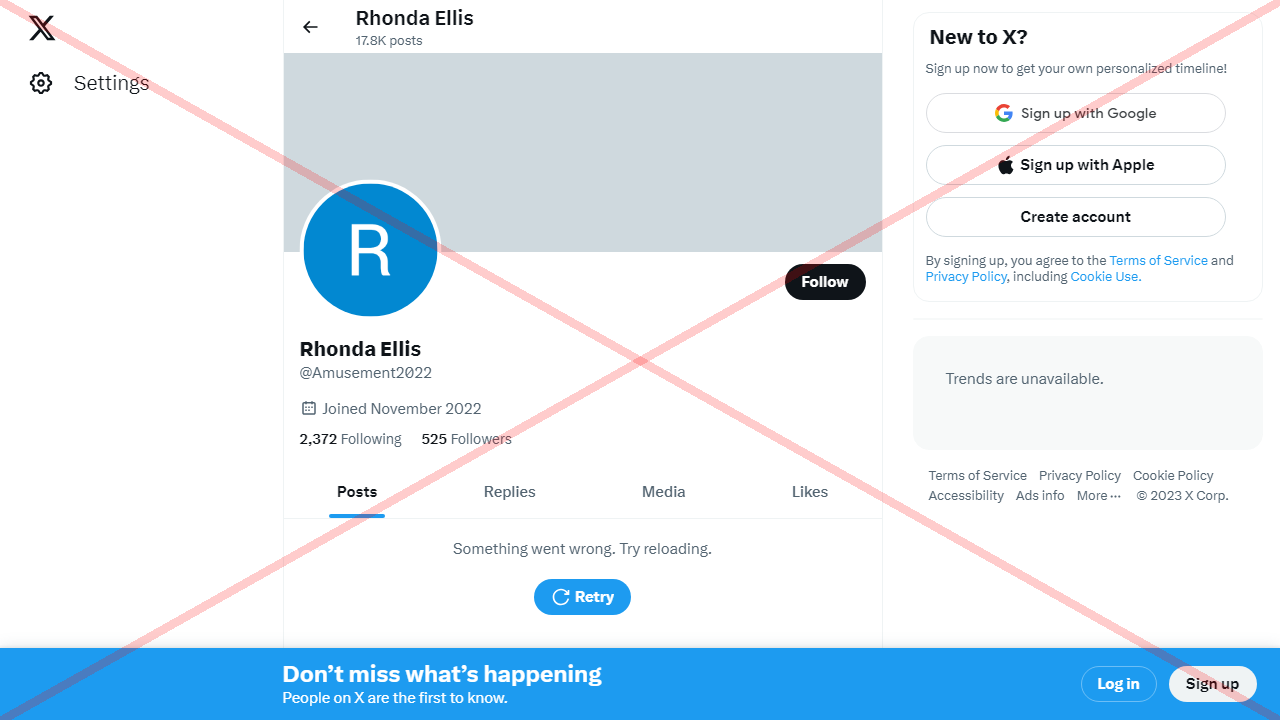 Settings
Rhonda Ellis
17.8K posts
R
Follow
Rhonda Ellis
@Amusement2022
Joined November 2022
2,372 Following 525 Followers
Posts Replies Media Likes
Something went wrong. Try reloading.
Retry
New to X?
Sign up now to get your own personalized timeline!
Sign up with Google
Sign up with Apple
Create account
By signing up, you agree to the Terms of Service and
Privacy Policy, including Cookie Use.
Trends are unavailable.
Terms of Service Privacy Policy Cookie Policy
Accessibility Ads info More ··· © 2023 X Corp.
Don’t miss what’s happening
People on X are the first to know.
Log in Sign up